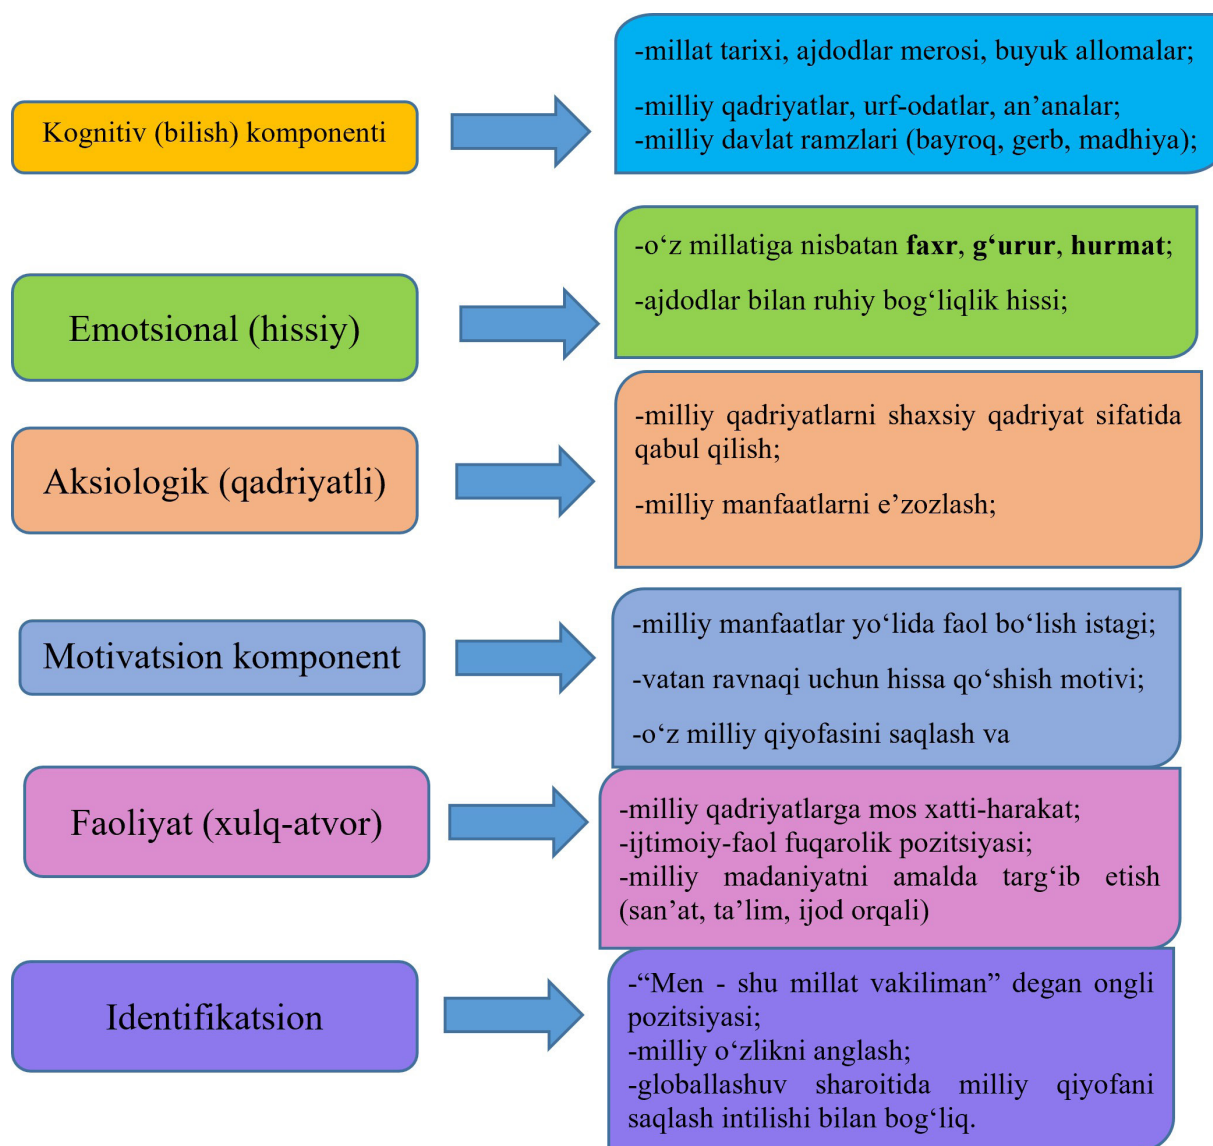 Kognitiv (bilish) komponenti
-millat tarixi, ajdodlar merosi, buyuk allomalar;
-milliy qadriyatlar, urf-odatlar, an’analar;
-milliy davlat ramzlari (bayroq, gerb, madhiya);
Emotsional (hissiy)
-o‘z millatiga nisbatan faxr, g‘urur, hurmat;
-ajdodlar bilan ruhiy bog‘liqlik hissi;
Aksiologik (qadriyatli)
-milliy qadriyatlarni shaxsiy qadriyat sifatida
qabul qilish;
-milliy manfaatlarni e’zozlash;
Motivatsion komponent
-milliy manfaatlar yo‘lida faol bo‘lish istagi;
-vatan ravnaqi uchun hissa qo‘shish motivi;
-o‘z milliy qiyofasini saqlash va
Faoliyat (xulq-atvor)
-milliy qadriyatlarga mos xatti-harakat;
-ijtimoiy-faol fuqarolik pozitsiyasi;
-milliy madaniyatni amalda targ‘ib etish
(san’at, ta’lim, ijod orqali)
Identifikatsion
-“Men - shu millat vakiliman” degan ongli
pozitsiyasi;
-milliy o‘zlikni anglash;
-globallashuv sharoitida milliy qiyofani
saqlash intilishi bilan bog‘liq.